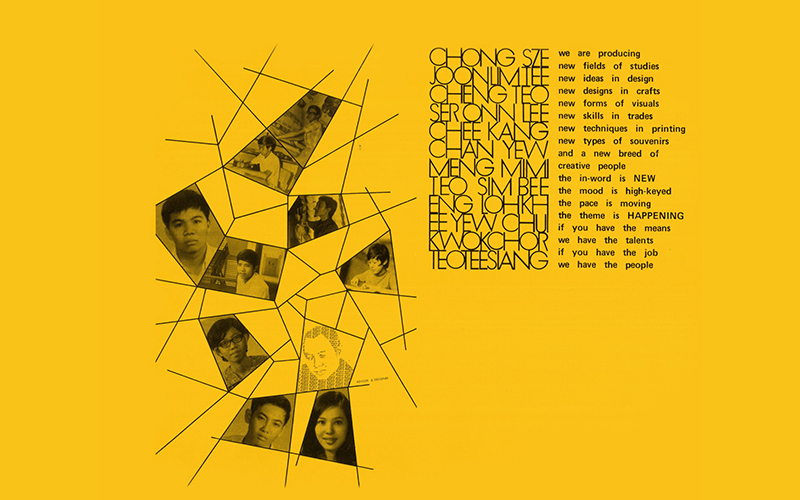 CHONG SZE
JOON LIM TEE
CHENG TEO
SER ONN LEE
CHEE KANG
CHAN YEW
MENG MIMI
TEO SIM BEE
ENG LOH KH
EE YEW CHU
KWOK CHOR
TEO TEE SIANG
we are producing
new fields of studies
new ideas in design
new designs in crafts
new forms of visuals
new skills in trades
new techniques in printing
new types of souvenirs
and a new breed of
creative people
the in-word is NEW
the mood is high-keyed
the pace is moving
the theme is HAPPENING
if you have the means
we have the talents
if you have the job
we have the people